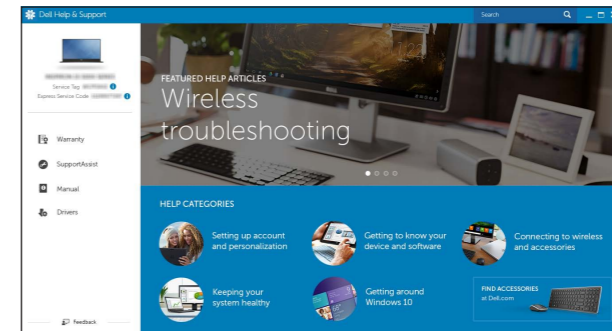 Dell Help & Support
Search
Service Tag
Express Service Code
Warranty
SupportAssist
Manual
Drivers
Feedback
FEATURED HELP ARTICLES
Wireless
troubleshooting
HELP CATEGORIES
Setting up account
and personalization
Getting to know your
device and software
Connecting to wireless
and accessories
Keeping your
system healthy
Getting around
Windows 10
FIND ACCESSORIES
at Dell.com